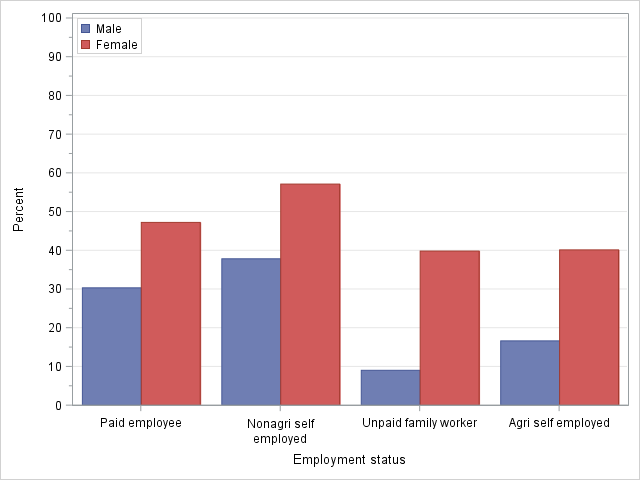 100
90
80
70
60
50
40
30
20
10
0
Percent
Male
Female
Paid employee
Nonagri self
employed
Unpaid family worker
Agri self employed
Employment status